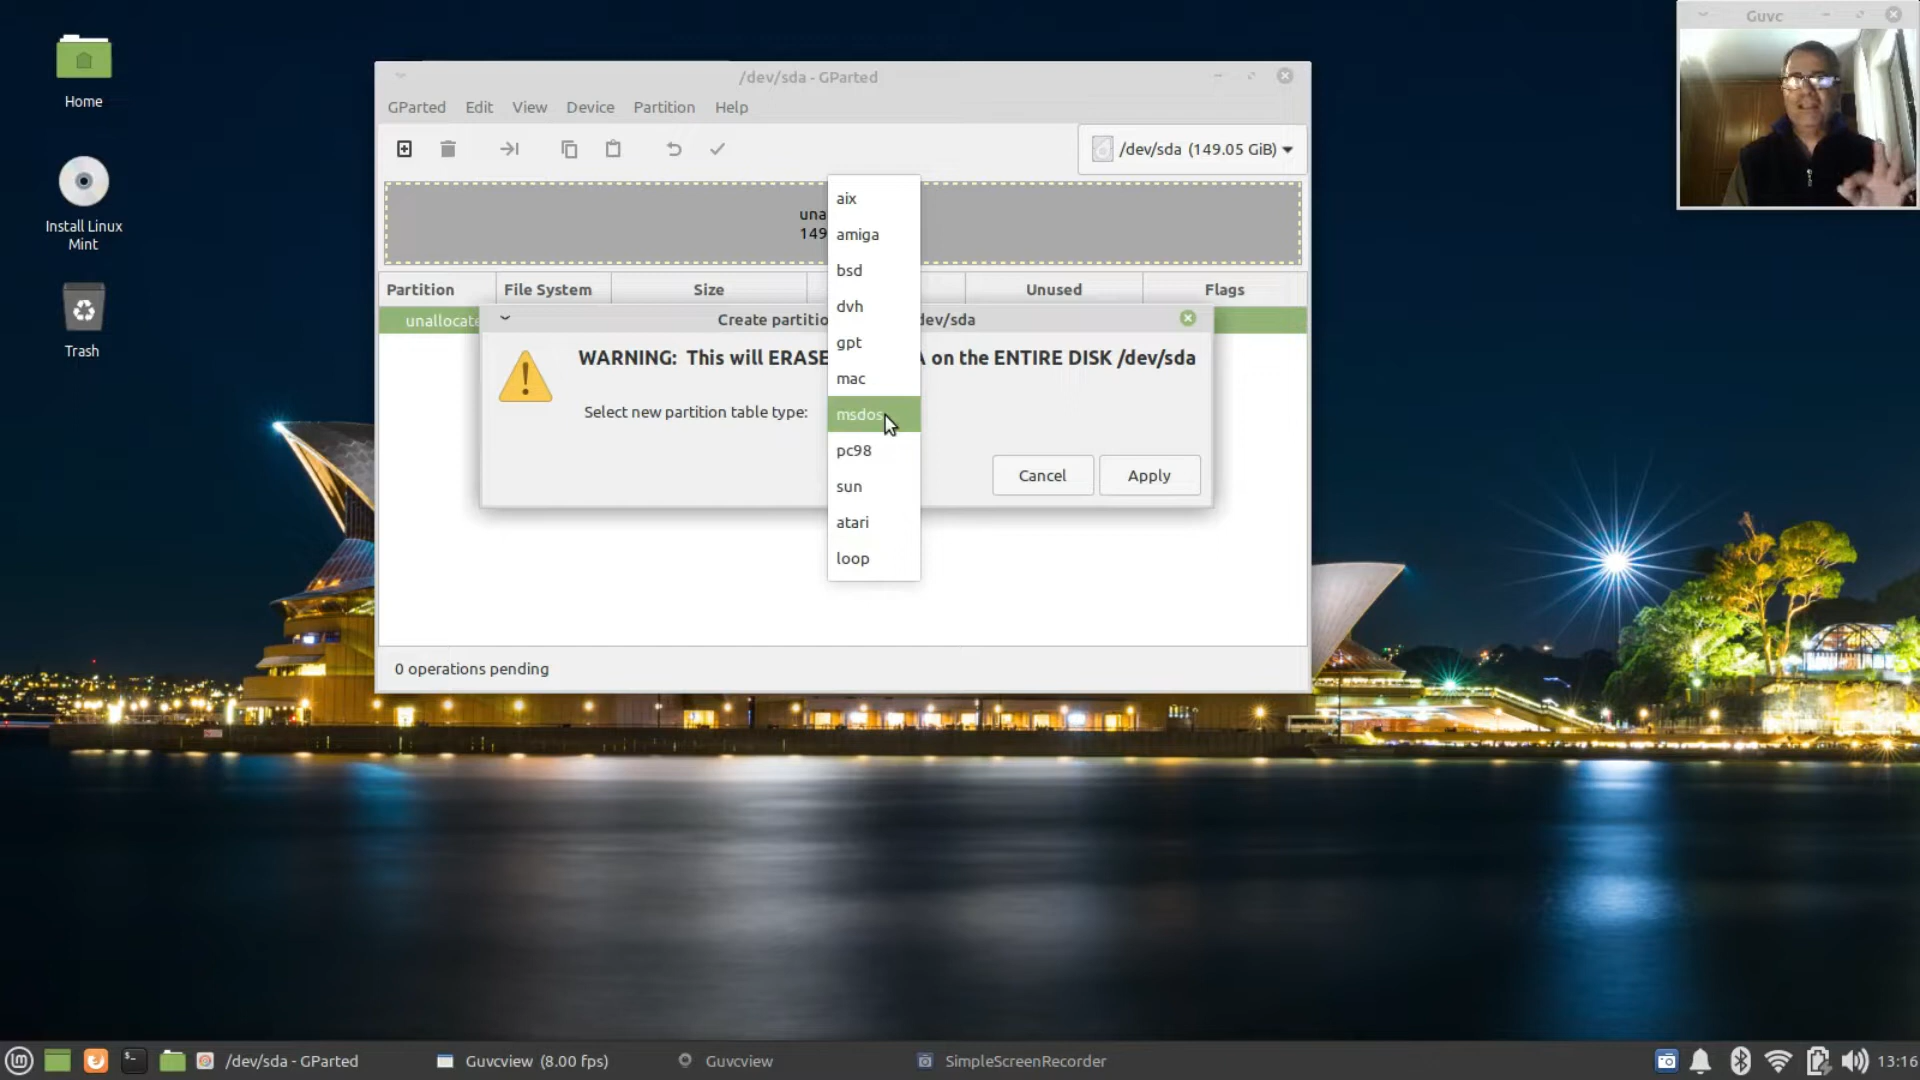 Home
Install Linux
Mint
Trash
/dev/sda - GParted
GParted Edit View Device Partition Help
/dev/sda (149.05 GiB)
una
149
Partition File System Size Unused Flags
unallocate
Create partitio dev/sda
WARNING: This will ERASE A on the ENTIRE DISK /dev/sda
Select new partition table type:
aix
amiga
bsd
dvh
gpt
mac
msdos
pc98
sun
atari
loop
Cancel Apply
0 operations pending
Guvc
/dev/sda - GParted Guvcview (8.00 fps) Guvcview SimpleScreenRecorder 13:16